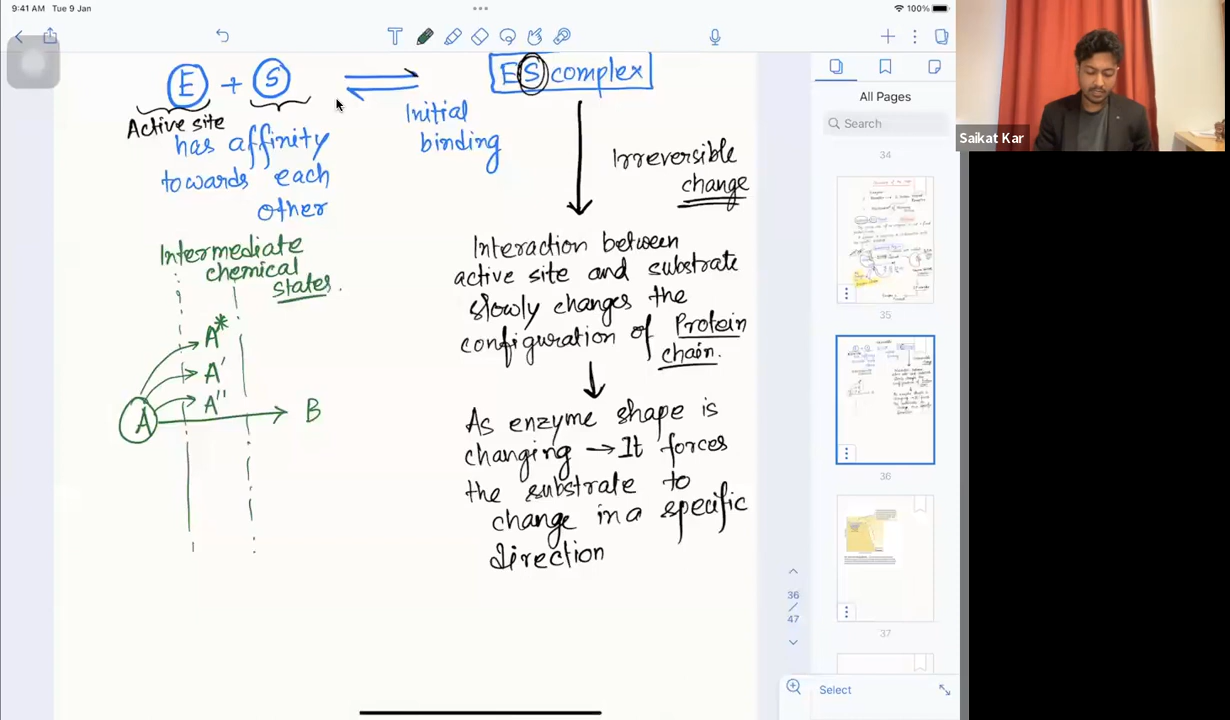 9:41 AM Tue 9 Jan
100%
E + S
ES complex
Active site
has affinity
towards each
other
Initial
binding
Irreversible
change
Intermediate
chemical
states.
A*
A'
A''
A
B
Interaction between
active site and substrate
slowly changes the
configuration of Protein
chain.
As enzyme shape is
changing → It forces
the substrate to
change in a specific
direction
36
/
47
All Pages
Search
34
35
36
37
Select
Saikat Kar